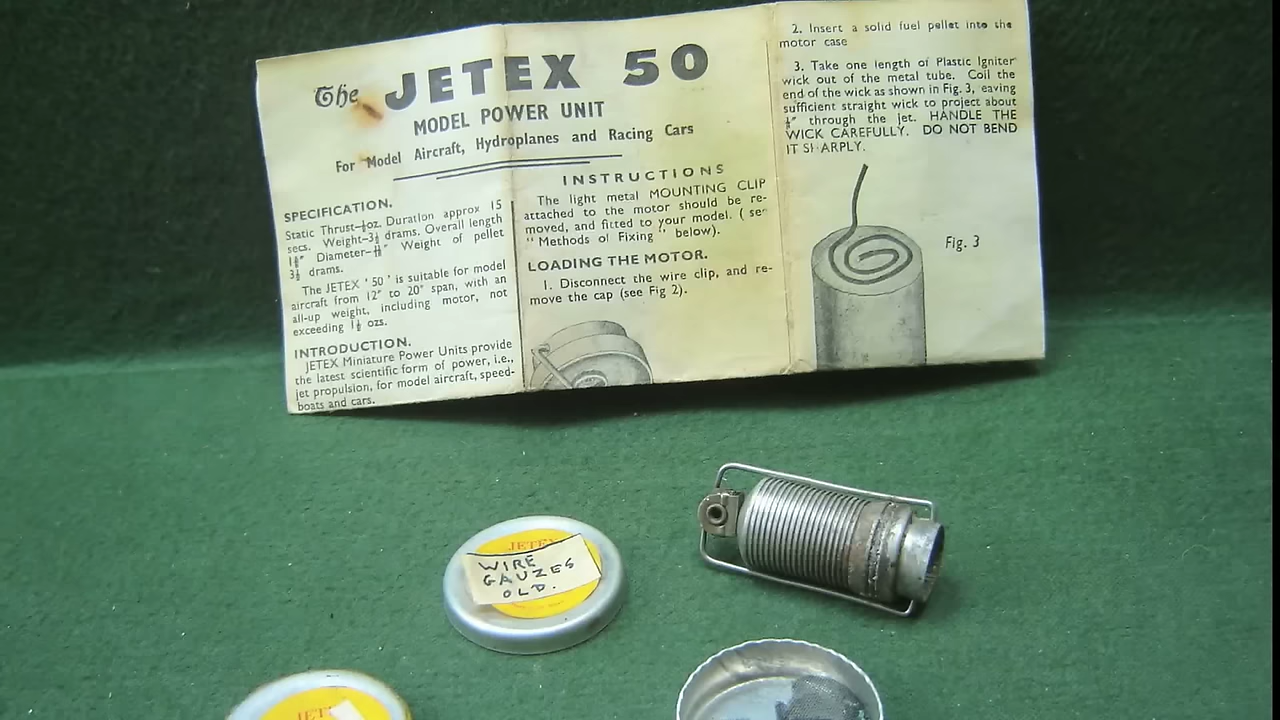 The JETEX 50
MODEL POWER UNIT
For Model Aircraft, Hydroplanes and Racing Cars
SPECIFICATION.
Static Thrust—½oz. Duration approx 15
secs. Weight—3½ drams. Overall length
Diameter— Weight of pellet
3½ drams.
The JETEX ' 50 ' is suitable for model
aircraft from 12" to 20" span, with an
all-up weight, including motor, not
exceeding 1½ ozs.
INTRODUCTION.
JETEX Miniature Power Units provide
the latest scientific form of power, i.e.,
jet propulsion, for model aircraft, speed-
boats and cars.
INSTRUCTIONS
The light metal MOUNTING CLIP
attached to the motor should be re-
moved, and fitted to your model. ( se
" Methods of Fixing " below).
LOADING THE MOTOR.
1. Disconnect the wire clip, and re-
move the cap (see Fig 2).
2. Insert a solid fuel pellet into the
motor case
3. Take one length of Plastic Igniter
wick out of the metal tube. Coil the
end of the wick as shown in Fig. 3, eaving
sufficient straight wick to project about
through the jet. HANDLE THE
WICK CAREFULLY. DO NOT BEND
IT SHARPLY.
Fig. 3
JETEX
WIRE
GAUZES
OLD.
JET